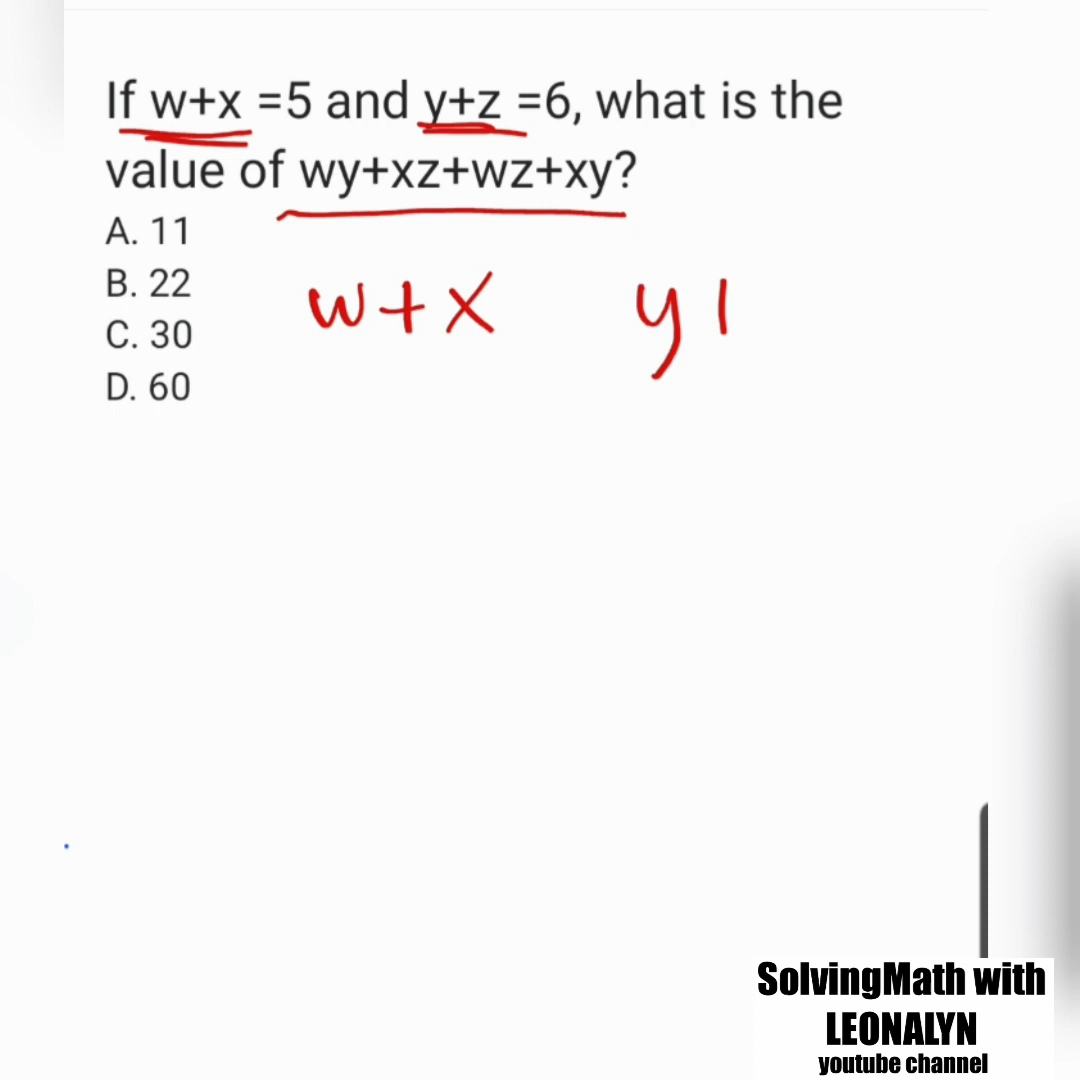 If w+x =5 and y+z =6, what is the
value of wy+xz+wz+xy?
A. 11
B. 22
C. 30
D. 60
w+x y
SolvingMath with
LEONALYN
youtube channel